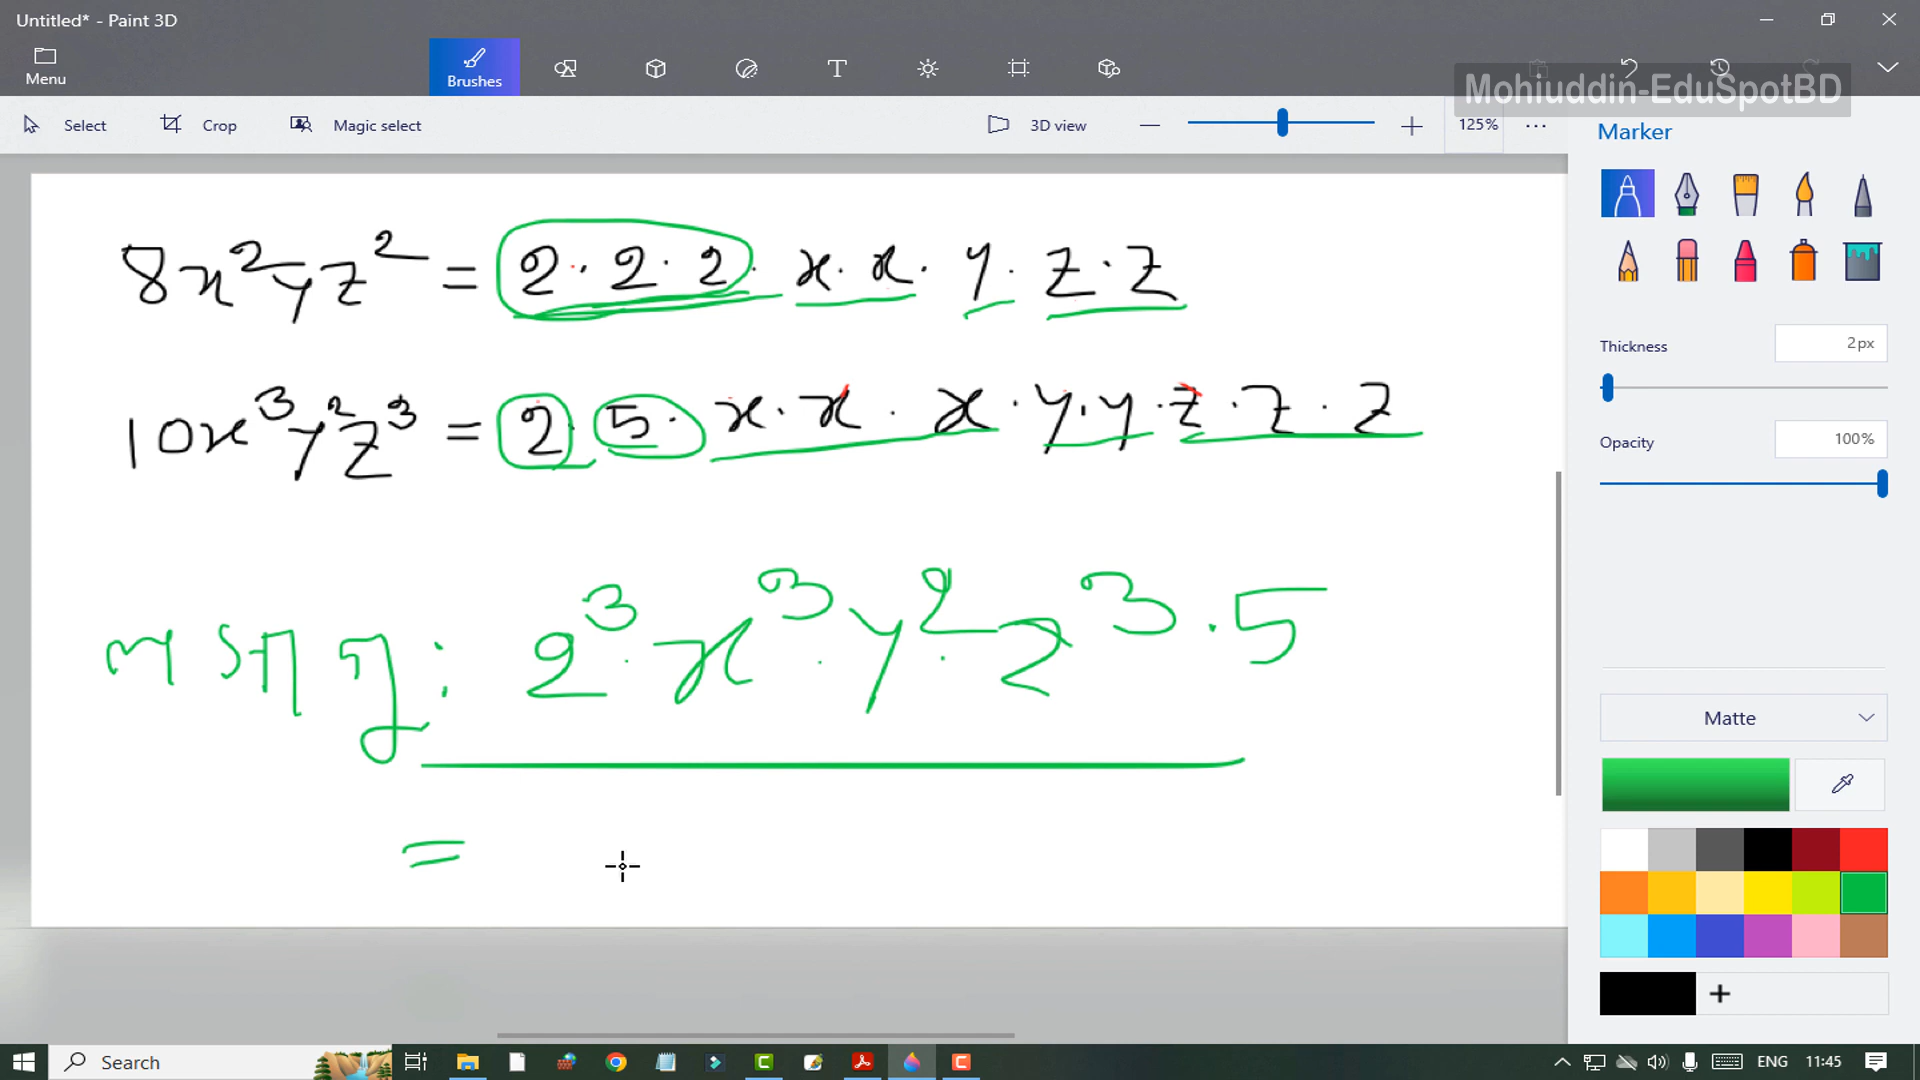 Untitled* - Paint 3D
Menu
Brushes
Mohiuddin-EduSpotBD
Select Crop Magic select 3D view 125%
Marker
8x²yz² = 2·2·2·x·x·y·z·z
Thickness 2px
10x³y²z³ = 2·5·x·x·x·y·y·z·z·z
Opacity 100%
ল সা গু: 2³·x³·y²·z³·5
Matte
=
Search ENG 11:45